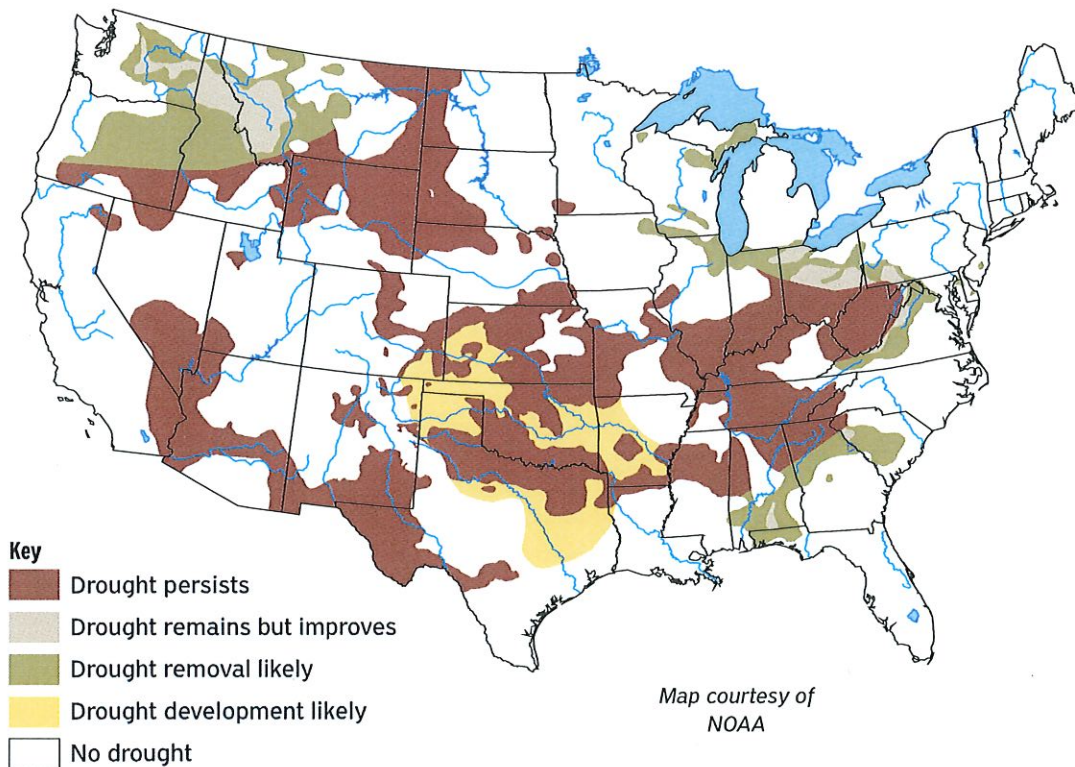 Key
Drought persists
Drought remains but improves
Drought removal likely
Drought development likely
No drought
Map courtesy of
NOAA